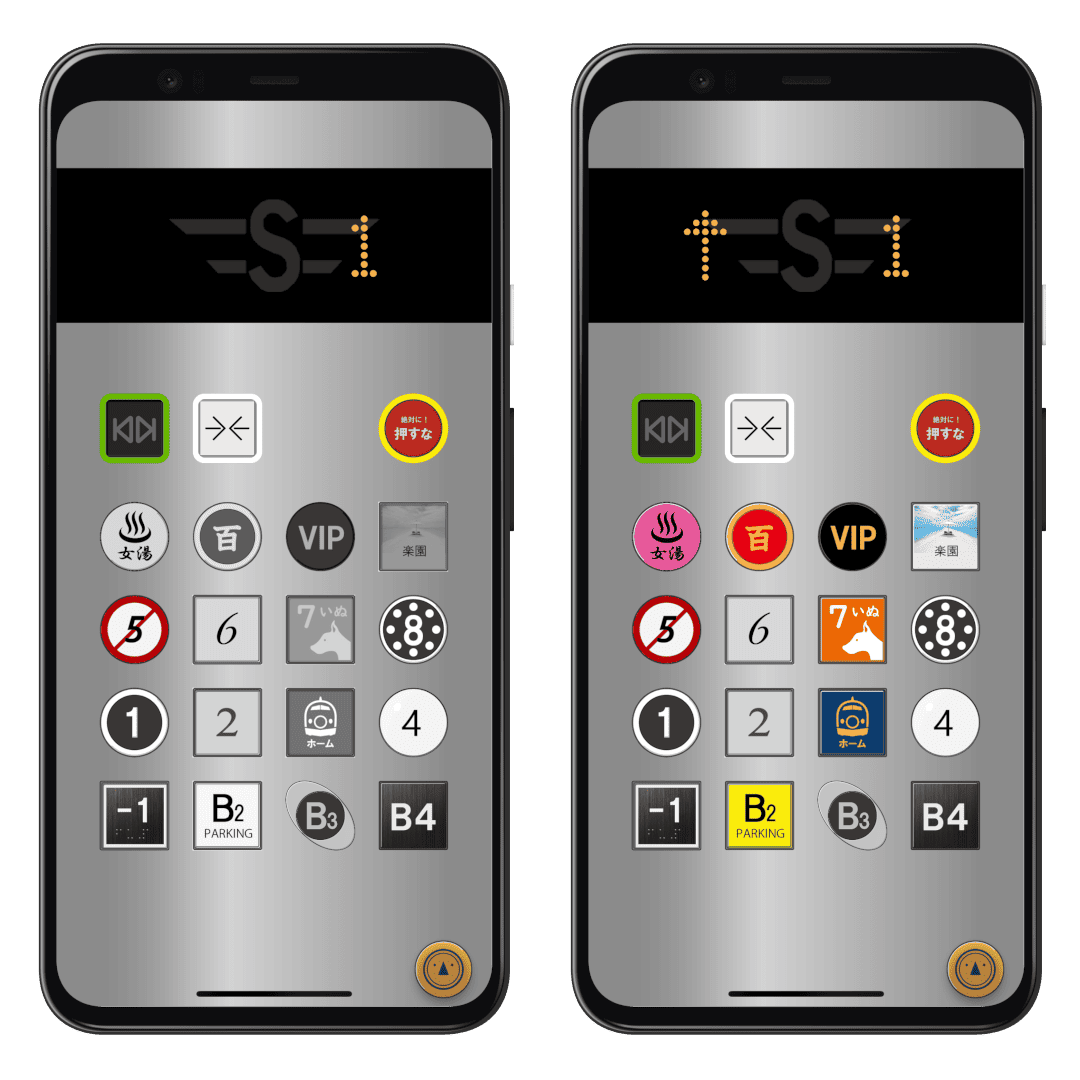 S 1
絶対に！
押すな
女湯 百 VIP 楽園
5 6 7 いぬ 8
1 2 ホーム 4
-1 B2 B3 B4
PARKING
↑ S 1
絶対に！
押すな
女湯 百 VIP 楽園
5 6 7 いぬ 8
1 2 ホーム 4
-1 B2 B3 B4
PARKING